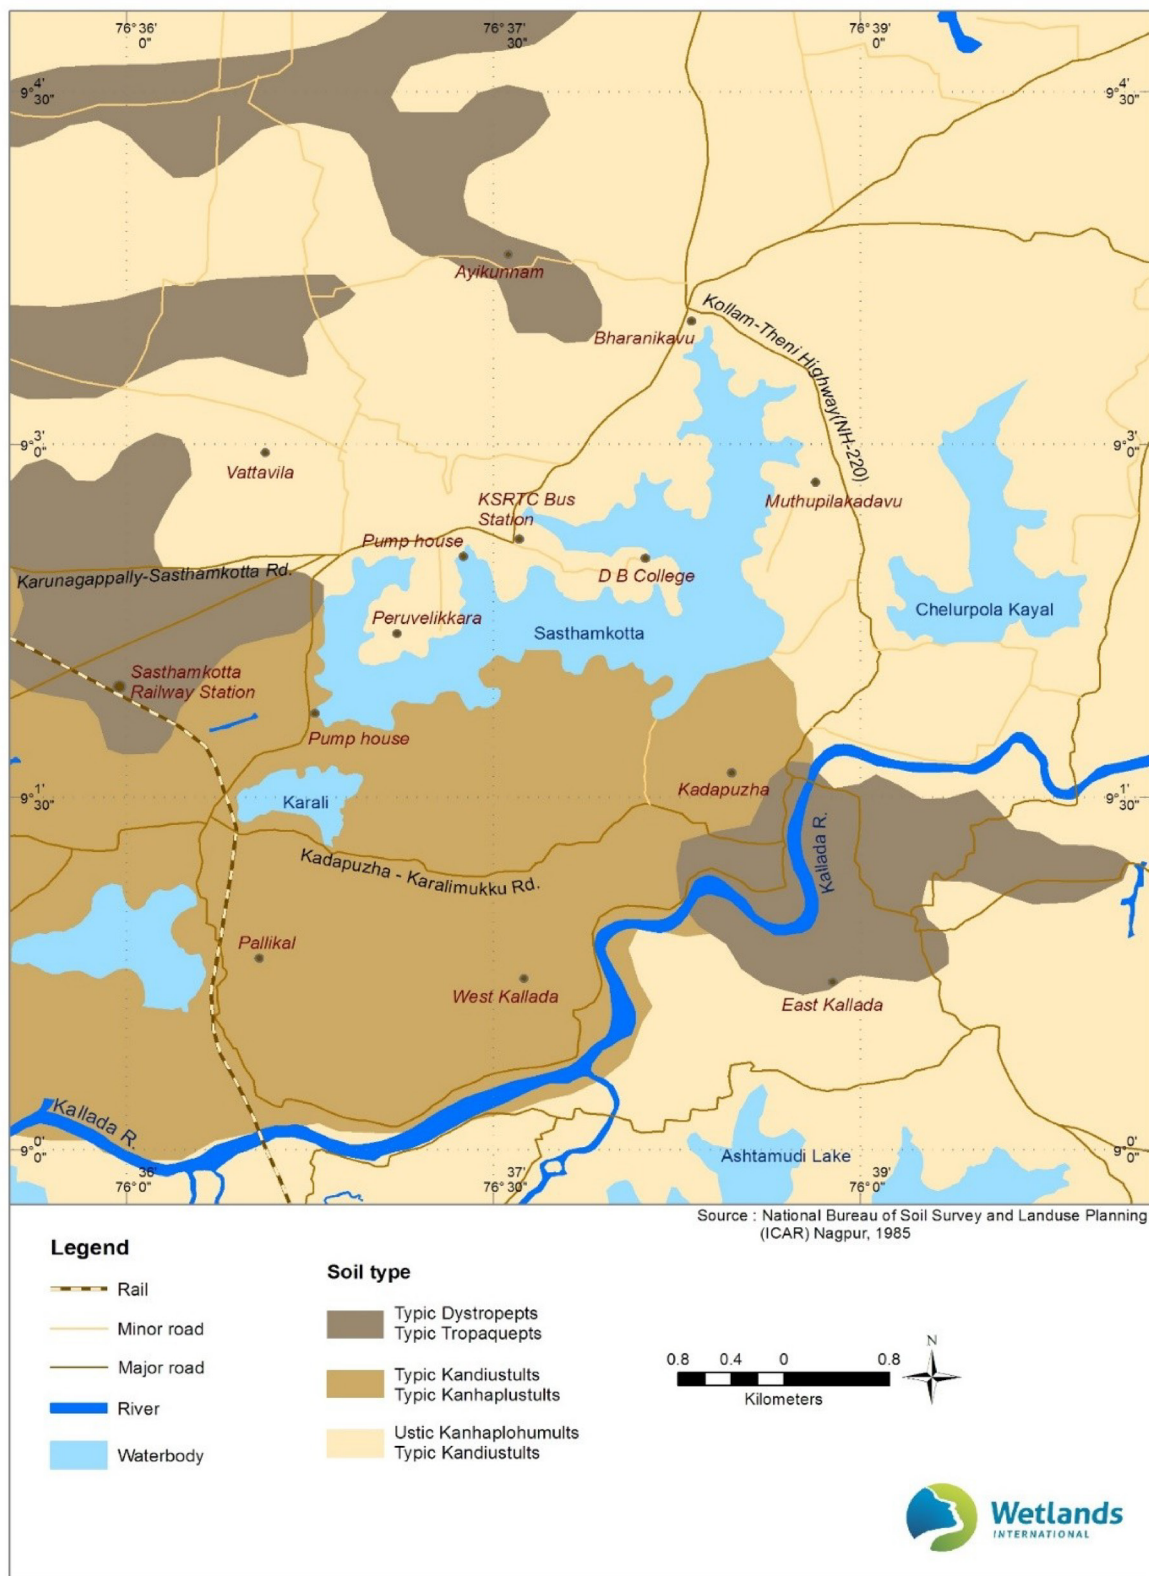 76° 36'
0"
76° 37'
30"
76° 39'
0"
9° 4'
30"
9° 4'
30"
Ayikunnam
Bharanikavu
Kollam-Theni Highway(NH-220)
9° 3'
0"
9° 3'
0"
Vattavila
KSRTC Bus
Station
Muthupilakadavu
Pump house
Karunagappally-Sasthamkotta Rd.
D B College
Peruvelikkara
Chelurpola Kayal
Sasthamkotta
Sasthamkotta
Railway Station
Pump house
Kadapuzha
9° 1'
30"
9° 1'
30"
Karali
Kallada R.
Kadapuzha - Karalimukku Rd.
Pallikal
West Kallada
East Kallada
Kallada R.
9° 0'
0"
9° 0'
0"
Ashtamudi Lake
76° 36'
0"
76° 37'
30"
76° 39'
0"
Source : National Bureau of Soil Survey and Landuse Planning
(ICAR) Nagpur, 1985
Legend
Rail
Minor road
Major road
River
Waterbody
Soil type
Typic Dystropepts
Typic Tropaquepts
Typic Kandiustults
Typic Kanhaplustults
Ustic Kanhaplohumults
Typic Kandiustults
N
0.8 0.4 0 0.8
Kilometers
Wetlands
INTERNATIONAL